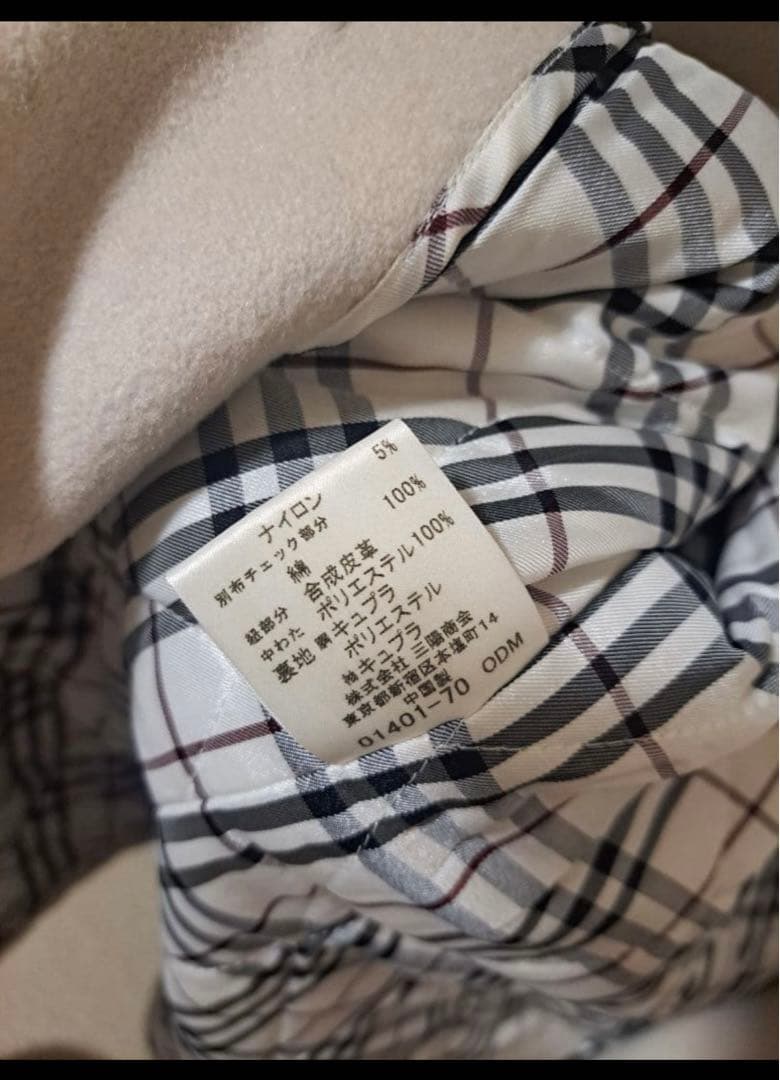 ナイロン 5%
別布チェック部分
綿 100%
紐部分 合成皮革
中わた ポリエステル100%
裏地 胴 キュプラ
ポリエステル
袖 キュプラ
株式会社 三陽商会
東京都新宿区本塩町14
中国製
01401-70 ODM